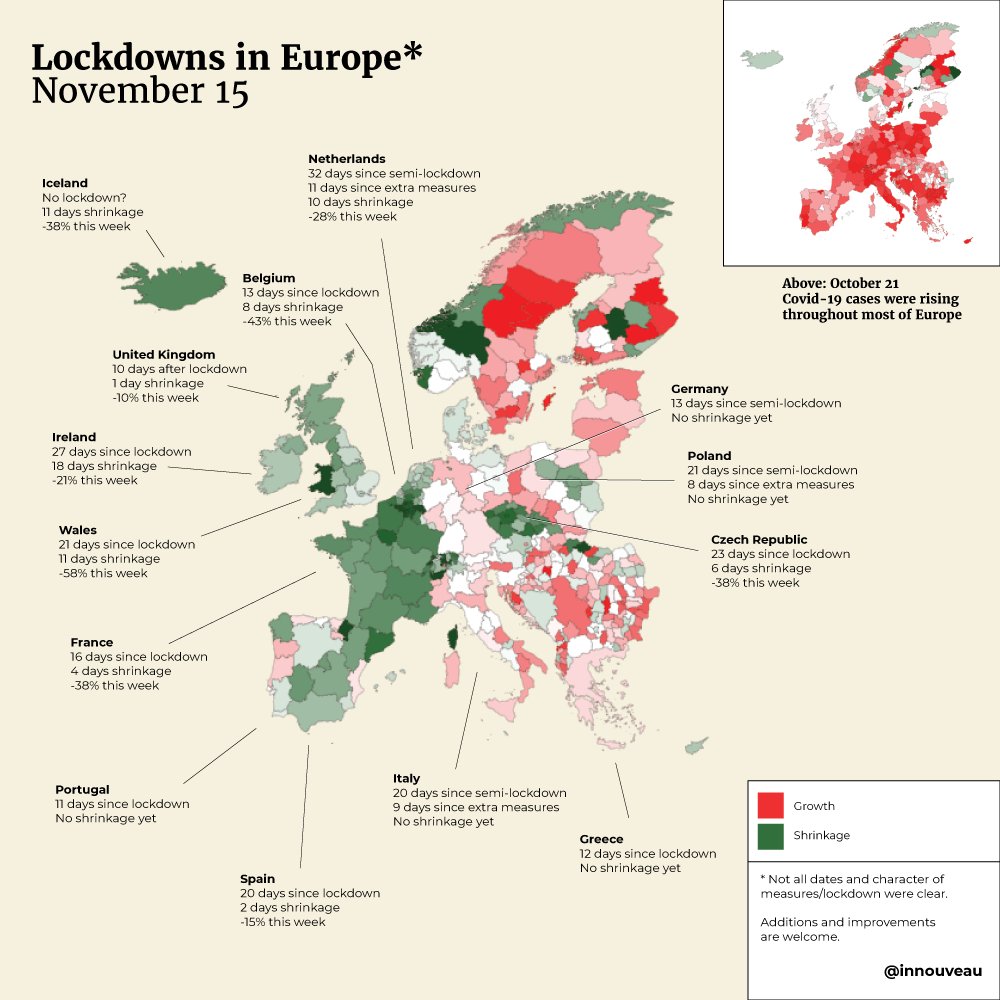 Lockdowns in Europe*
November 15
Above: October 21
Covid-19 cases were rising
throughout most of Europe
Netherlands
32 days since semi-lockdown
11 days since extra measures
10 days shrinkage
-28% this week
Iceland
No lockdown?
11 days shrinkage
-38% this week
Belgium
13 days since lockdown
8 days shrinkage
-43% this week
United Kingdom
10 days after lockdown
1 day shrinkage
-10% this week
Germany
13 days since semi-lockdown
No shrinkage yet
Ireland
27 days since lockdown
18 days shrinkage
-21% this week
Poland
21 days since semi-lockdown
8 days since extra measures
No shrinkage yet
Wales
21 days since lockdown
11 days shrinkage
-58% this week
Czech Republic
23 days since lockdown
6 days shrinkage
-38% this week
France
16 days since lockdown
4 days shrinkage
-38% this week
Portugal
11 days since lockdown
No shrinkage yet
Italy
20 days since semi-lockdown
9 days since extra measures
No shrinkage yet
Greece
12 days since lockdown
No shrinkage yet
Spain
20 days since lockdown
2 days shrinkage
-15% this week
Growth
Shrinkage
* Not all dates and character of
measures/lockdown were clear.
Additions and improvements
are welcome.
@innouveau